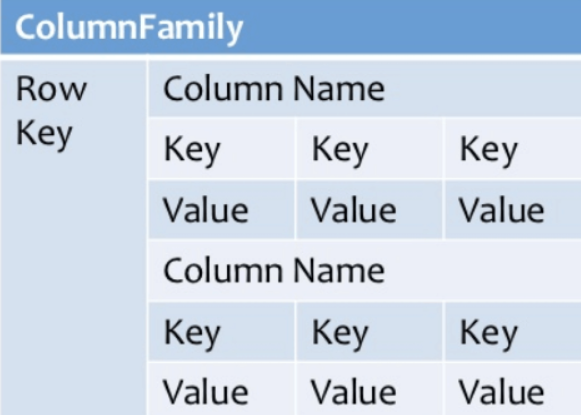 ColumnFamily
Row Key
Column Name
Key Key Key
Value Value Value
Column Name
Key Key Key
Value Value Value